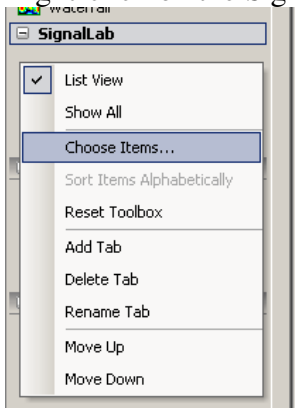 Waterfall
SignalLab
List View
Show All
Choose Items...
Sort Items Alphabetically
Reset Toolbox
Add Tab
Delete Tab
Rename Tab
Move Up
Move Down